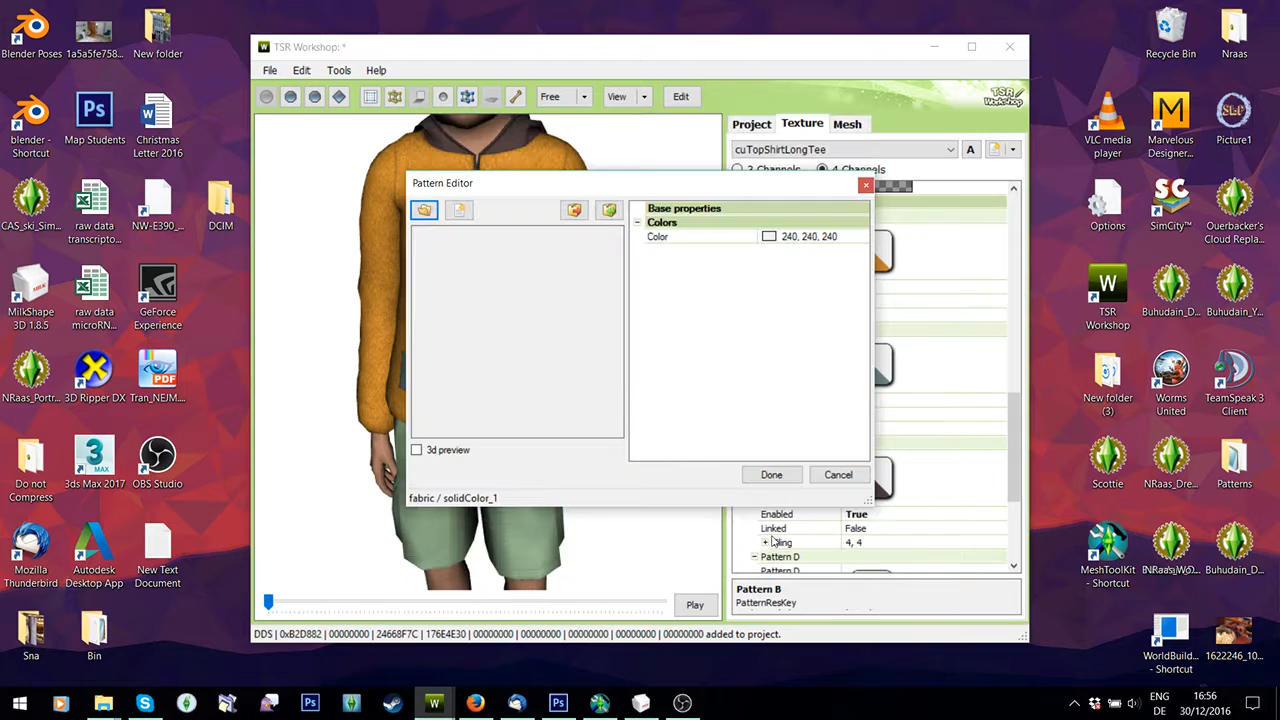 Blender Poses
1a5a5fe758...
New folder
blender - Shortcut
Map Students
Christmas Letter 2016
CAS_ski_Sim...
raw data transcripto...
NW-E390_...
DCIM
MilkShape 3D 1.8.5
raw data microRN...
GeForce Experience
NRaas_Portr...
3D Ripper DX
Tran_NEJM...
Do not Compress
3ds Max 2017
OBS Studio
Mozilla Thunderbird
Autodesk Desktop App
New Text Document
Sna
Bin
TSR Workshop: *
File Edit Tools Help
Free View Edit
TSR Workshop
Project Texture Mesh
cuTopShirtLongTee
A
3 Channels 4 Channels
Pattern Editor
Base properties
Colors
Color 240, 240, 240
3d preview
Done Cancel
fabric / solidColor_1
Enabled True
Linked False
4, 4
Pattern D
Pattern D
Pattern B
PatternResKey
Play
DDS | 0xB2D882 | 00000000 | 24668F7C | 176E4E30 | 00000000 | 00000000 | 00000000 | 00000000 | 00000000 added to project.
Recycle Bin
Nraas
VLC media player
Marvelous Designer...
Picture1
Options
SimCity™
Ouerbacker's Cloud Repla...
TSR Workshop
Buhudain_D...
Buhudain_Y...
New folder (3)
Worms United
TeamSpeak 3 Client
Scottie
NRaas_Dre...
Patterns
MeshToolKit - Shortcut
Buhudain_D...
WorldBuild... - Shortcut
1622246_10...
ENG
DE
16:56
30/12/2016